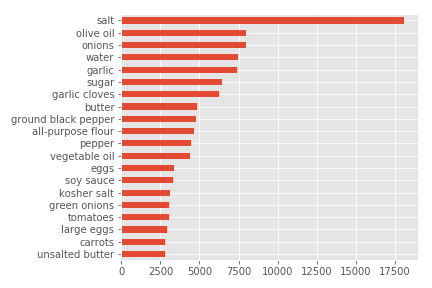 salt
olive oil
onions
water
garlic
sugar
garlic cloves
butter
ground black pepper
all-purpose flour
pepper
vegetable oil
eggs
soy sauce
kosher salt
green onions
tomatoes
large eggs
carrots
unsalted butter
0 2500 5000 7500 10000 12500 15000 17500